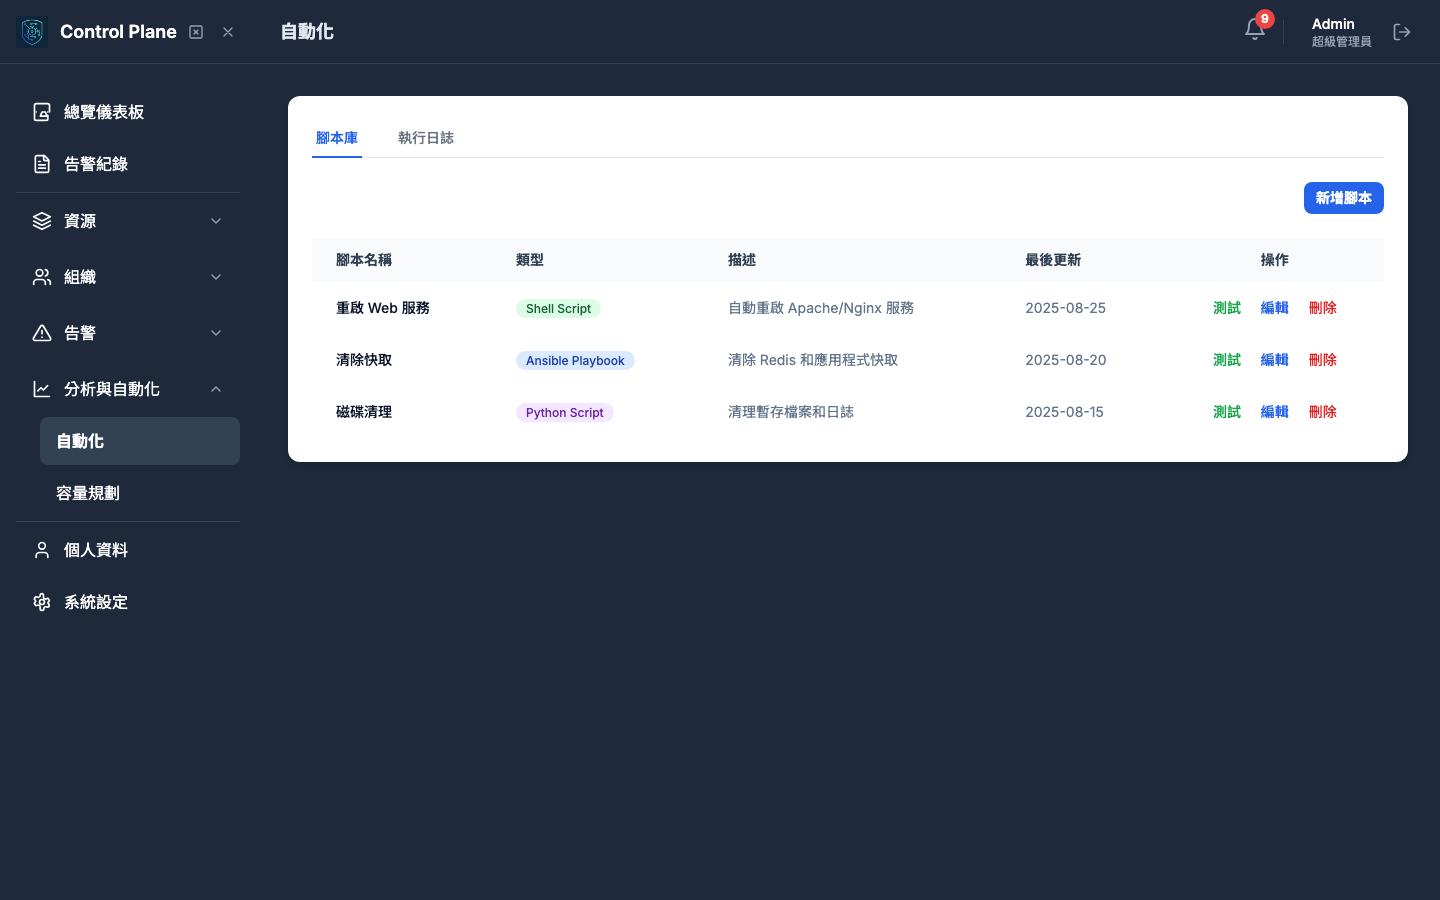 Control Plane
自動化
9
Admin
超級管理員
總覽儀表板
告警紀錄
資源
組織
告警
分析與自動化
自動化
容量規劃
個人資料
系統設定
腳本庫 執行日誌
新增腳本
腳本名稱 類型 描述 最後更新 操作
重啟 Web 服務 Shell Script 自動重啟 Apache/Nginx 服務 2025-08-25 測試 編輯 刪除
清除快取 Ansible Playbook 清除 Redis 和應用程式快取 2025-08-20 測試 編輯 刪除
磁碟清理 Python Script 清理暫存檔案和日誌 2025-08-15 測試 編輯 刪除